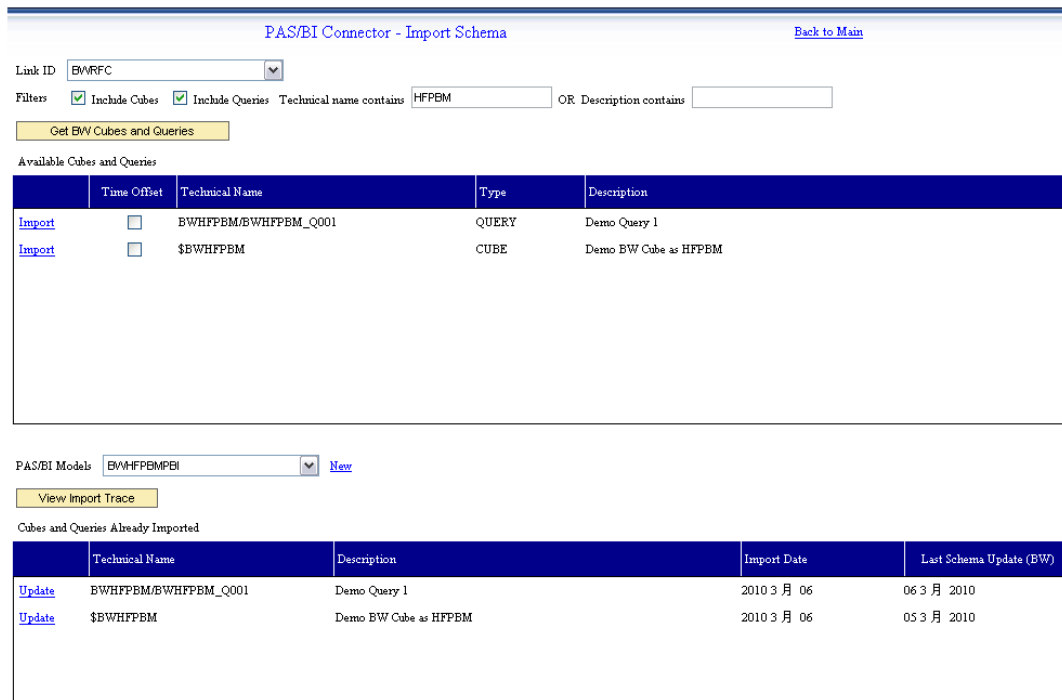 PAS/BI Connector - Import Schema Back to Main
Link ID BWRFC
Filters Include Cubes Include Queries Technical name contains HFPBM OR Description contains
Get BW Cubes and Queries
Available Cubes and Queries
Time Offset Technical Name Type Description
Import BWHFPBM/BWHFPBM_Q001 QUERY Demo Query 1
Import $BWHFPBM CUBE Demo BW Cube as HFPBM
PAS/BI Models BWHFPBMPBI New
View Import Trace
Cubes and Queries Already Imported
Technical Name Description Import Date Last Schema Update (BW)
Update BWHFPBM/BWHFPBM_Q001 Demo Query 1 2010 3 月 06 06 3 月 2010
Update $BWHFPBM Demo BW Cube as HFPBM 2010 3 月 06 05 3 月 2010